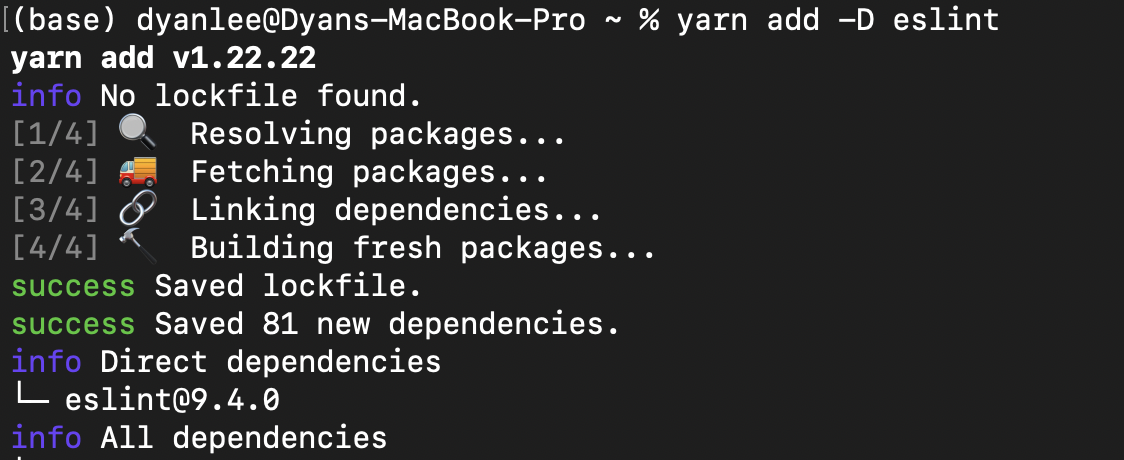 (base) dyanlee@Dyans-MacBook-Pro ~ % yarn add -D eslint
yarn add v1.22.22
info No lockfile found.
[1/4] 🔍 Resolving packages...
[2/4] 🚚 Fetching packages...
[3/4] 🔗 Linking dependencies...
[4/4] 🔨 Building fresh packages...
success Saved lockfile.
success Saved 81 new dependencies.
info Direct dependencies
└─ eslint@9.4.0
info All dependencies